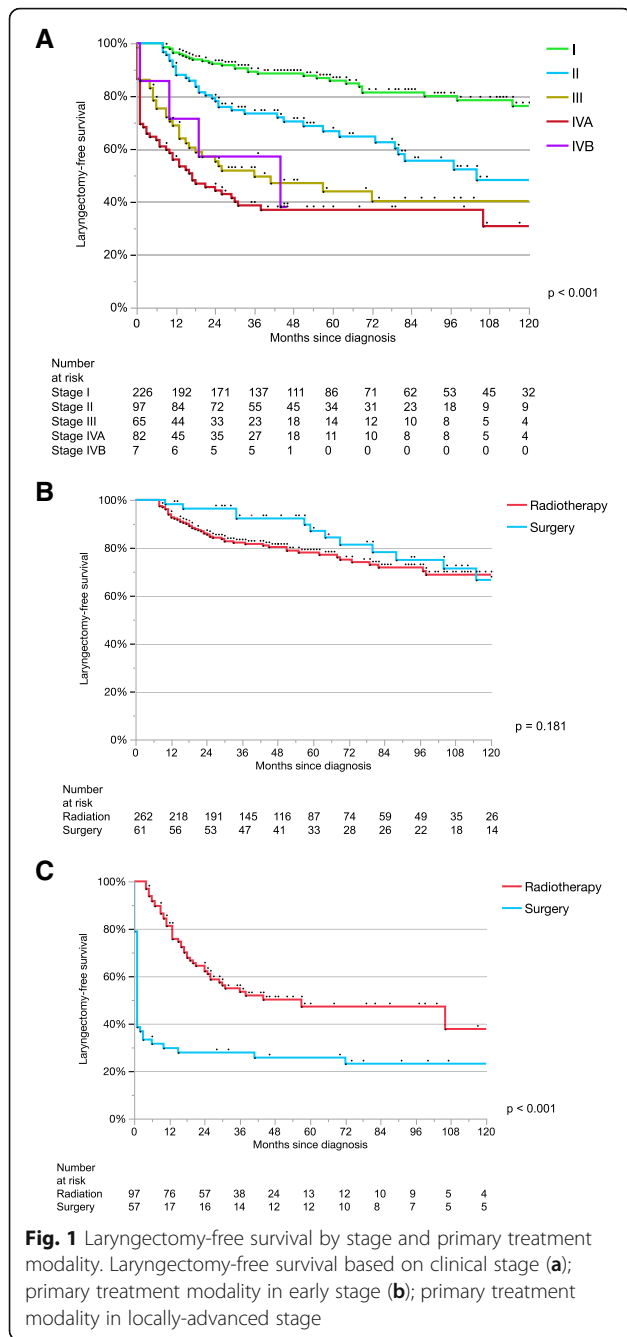 A
100%
80%
60%
40%
20%
0%
Laryngectomy-free survival
I
II
III
IVA
IVB
p < 0.001
0 12 24 36 48 60 72 84 96 108 120
Months since diagnosis
Number
at risk
Stage I 226 192 171 137 111 86 71 62 53 45 32
Stage II 97 84 72 55 45 34 31 23 18 9 9
Stage III 65 44 33 23 18 14 12 10 8 5 4
Stage IVA 82 45 35 27 18 11 10 8 8 5 4
Stage IVB 7 6 5 5 1 0 0 0 0 0 0
B
100%
80%
60%
40%
20%
0%
Laryngectomy-free survival
Radiotherapy
Surgery
p = 0.181
0 12 24 36 48 60 72 84 96 108 120
Months since diagnosis
Number
at risk
Radiation 262 218 191 145 116 87 74 59 49 35 26
Surgery 61 56 53 47 41 33 28 26 22 18 14
C
100%
80%
60%
40%
20%
0%
Laryngectomy-free survival
Radiotherapy
Surgery
p < 0.001
0 12 24 36 48 60 72 84 96 108 120
Months since diagnosis
Number
at risk
Radiation 97 76 57 38 24 13 12 10 9 5 4
Surgery 57 17 16 14 12 12 10 8 7 5 5
Fig. 1 Laryngectomy-free survival by stage and primary treatment
modality. Laryngectomy-free survival based on clinical stage (a);
primary treatment modality in early stage (b); primary treatment
modality in locally-advanced stage